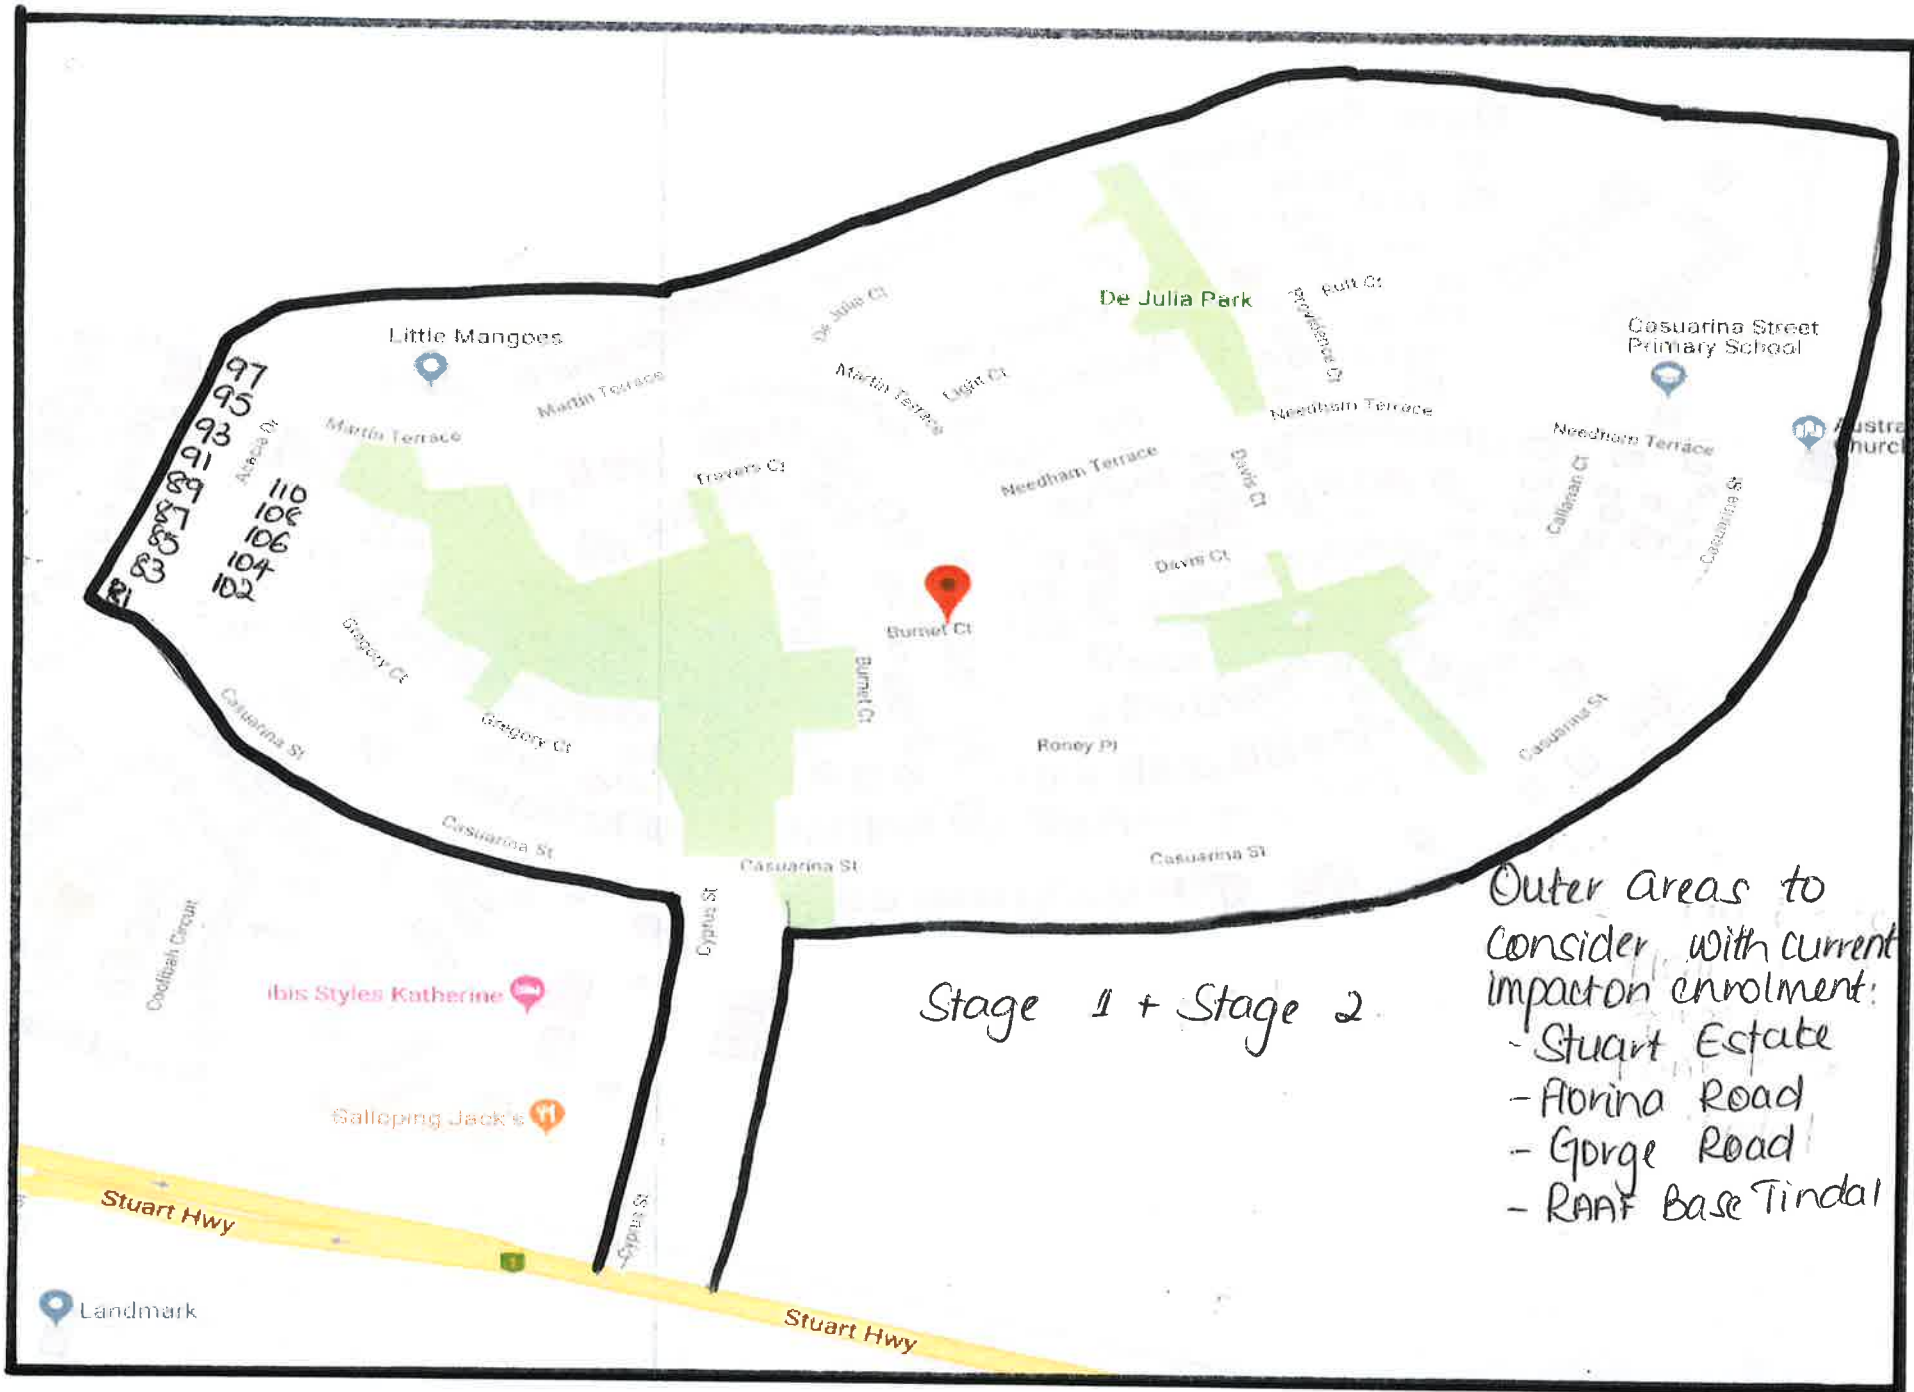 De Julia Ct
De Julia Park
Rutt Ct
Providence Ct
Little Mangoes
Casuarina Street
Primary School
Martin Terrace
Martin Terrace
Light Ct
Needham Terrace
97
95
93
91
89
87
85
83
81
Acacia Ct
110
108
106
104
102
Martin Terrace
Needham Terrace
Austra
Church
Travers Ct
Needham Terrace
Davis Ct
Callanan Ct
Casuarina St
Davis Ct
Burnet Ct
Burnet Ct
Gregory Ct
Gregory Ct
Casuarina St
Roney Pl
Casuarina St
Casuarina St
Casuarina St
Casuarina St
Cyprus St
Coolibah Circuit
ibis Styles Katherine
Stage 1 + Stage 2
Outer areas to
Consider with current
impact on enrolment:
- Stuart Estate
- Florina Road
- Gorge Road
- RAAF Base Tindal
Galloping Jack's
Stuart Hwy
Cyprus St
1
Landmark
Stuart Hwy